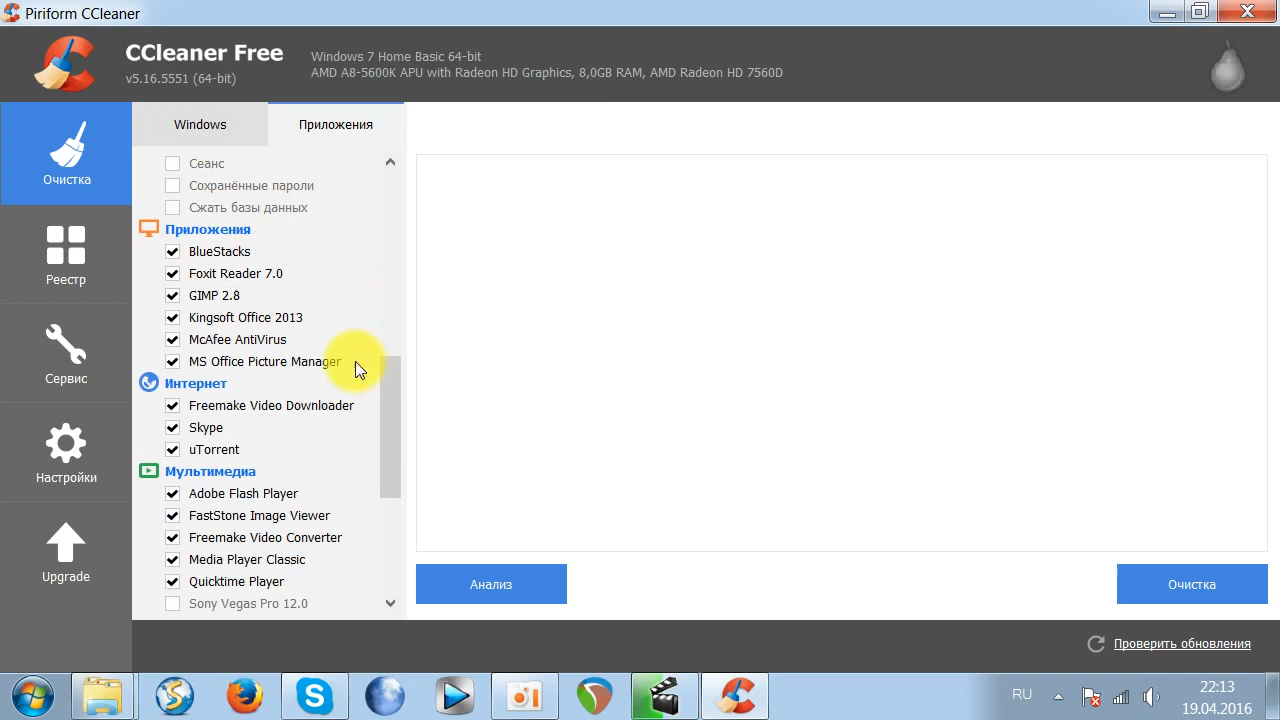 Piriform CCleaner
CCleaner Free
v5.16.5551 (64-bit)
Windows 7 Home Basic 64-bit
AMD A8-5600K APU with Radeon HD Graphics, 8,0GB RAM, AMD Radeon HD 7560D
Очистка
Реестр
Сервис
Настройки
Upgrade
Windows
Приложения
Сеанс
Сохранённые пароли
Сжать базы данных
Приложения
BlueStacks
Foxit Reader 7.0
GIMP 2.8
Kingsoft Office 2013
McAfee AntiVirus
MS Office Picture Manager
Интернет
Freemake Video Downloader
Skype
uTorrent
Мультимедиа
Adobe Flash Player
FastStone Image Viewer
Freemake Video Converter
Media Player Classic
Quicktime Player
Sony Vegas Pro 12.0
Анализ
Очистка
Проверить обновления
RU
22:13
19.04.2016